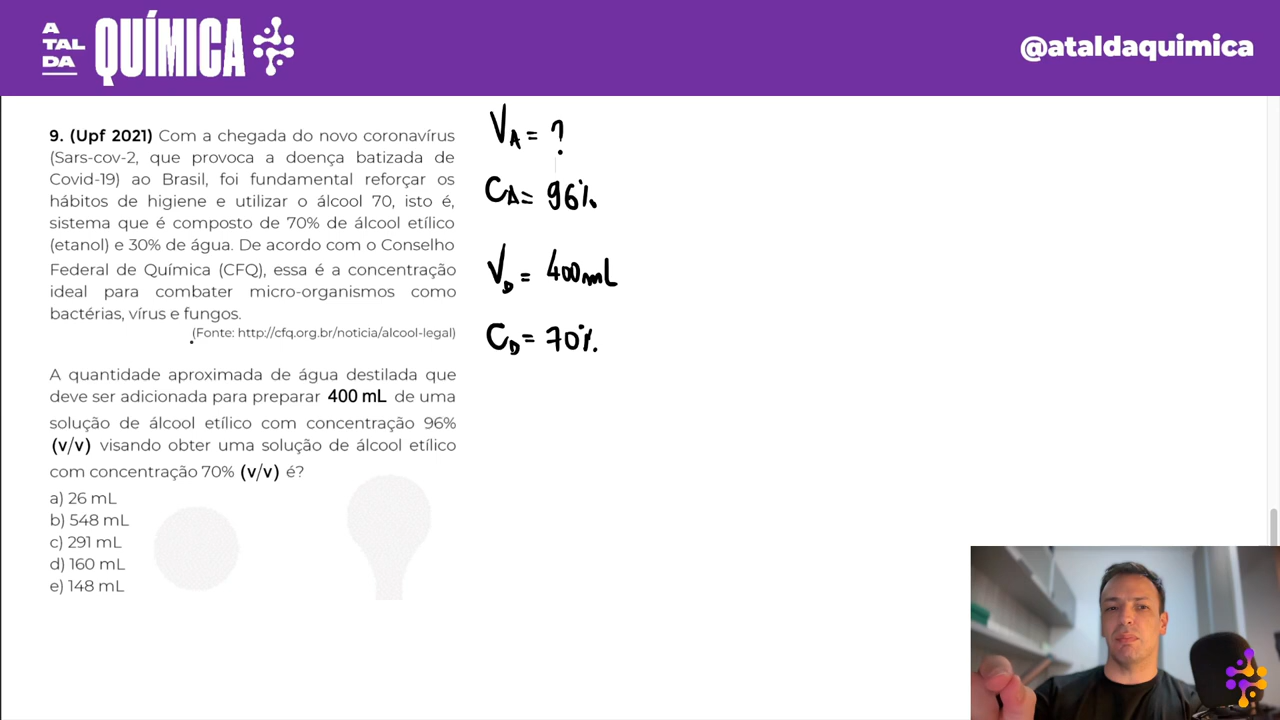 A
TAL
DA
QUÍMICA
@ataldaquimica
9. (Upf 2021) Com a chegada do novo coronavírus
(Sars-cov-2, que provoca a doença batizada de
Covid-19) ao Brasil, foi fundamental reforçar os
hábitos de higiene e utilizar o álcool 70, isto é,
sistema que é composto de 70% de álcool etílico
(etanol) e 30% de água. De acordo com o Conselho
Federal de Química (CFQ), essa é a concentração
ideal para combater micro-organismos como
bactérias, vírus e fungos.
(Fonte: http://cfq.org.br/noticia/alcool-legal)
A quantidade aproximada de água destilada que
deve ser adicionada para preparar 400 mL de uma
solução de álcool etílico com concentração 96%
(v/v) visando obter uma solução de álcool etílico
com concentração 70% (v/v) é?
a) 26 mL
b) 548 mL
c) 291 mL
d) 160 mL
e) 148 mL
VA = ?
CA = 96%
VD = 400mL
CD = 70%